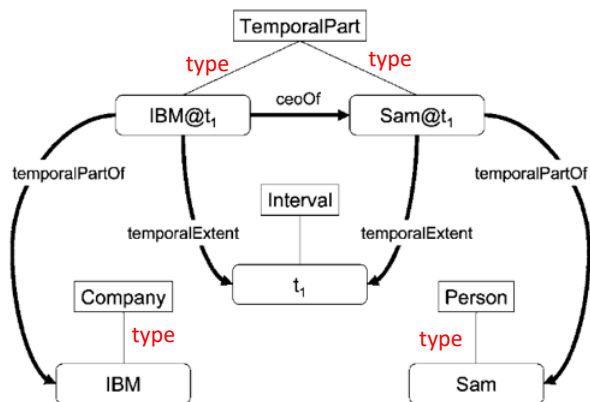 TemporalPart
type
type
IBM@t₁
ceoOf
Sam@t₁
temporalPartOf
temporalPartOf
Interval
temporalExtent
temporalExtent
t₁
Company
Person
type
type
IBM
Sam